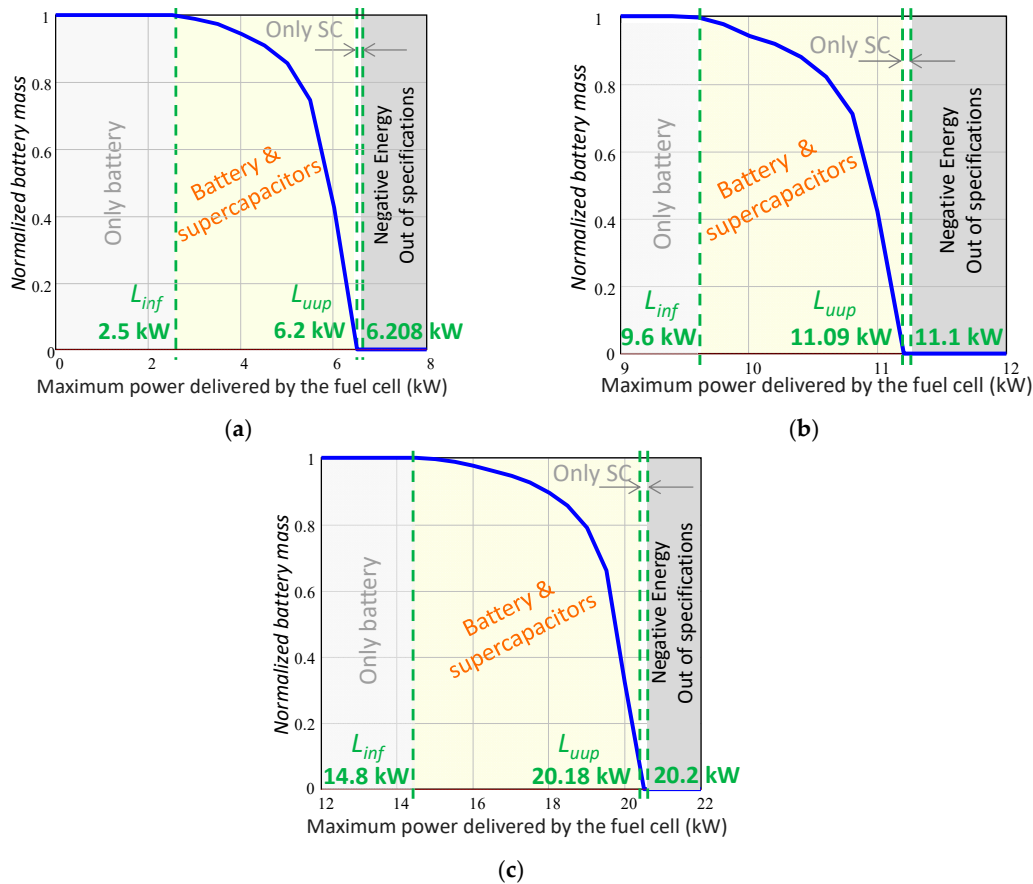 Normalized battery mass
1
0.8
0.6
0.4
0.2
0
Only battery
Battery &
supercapacitors
Only SC
Negative Energy
Out of specifications
Linf
2.5 kW
Luup
6.2 kW
6.208 kW
0 2 4 6 8
Maximum power delivered by the fuel cell (kW)
(a)
Normalized battery mass
1
0.8
0.6
0.4
0.2
0
Only battery
Battery &
supercapacitors
Only SC
Negative Energy
Out of specifications
Linf
9.6 kW
Luup
11.09 kW
11.1 kW
9 10 11 12
Maximum power delivered by the fuel cell (kW)
(b)
Normalized battery mass
1
0.8
0.6
0.4
0.2
0
Only battery
Battery &
supercapacitors
Only SC
Negative Energy
Out of specifications
Linf
14.8 kW
Luup
20.18 kW
20.2 kW
12 14 16 18 20 22
Maximum power delivered by the fuel cell (kW)
(c)